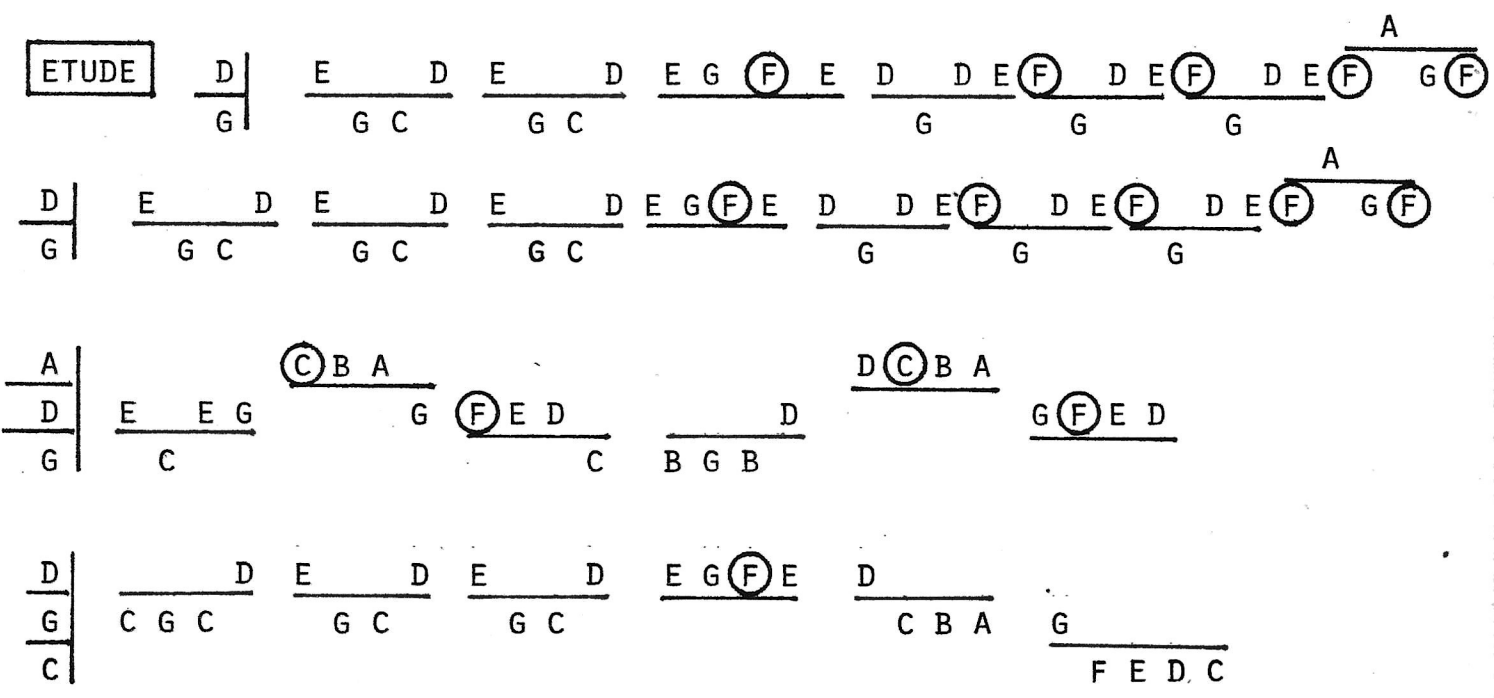 A
ETUDE D E D E D E G F E D D E F D E F D E F G F
G G C G C G G G
A
D E D E D E D E G F E D D E F D E F D E F G F
G G C G C G C G G G
A C B A D C B A
D E E G G F E D D G F E D
G C C B G B
D D E D E D E G F E D
G C G C G C G C C B A G
C F E D C